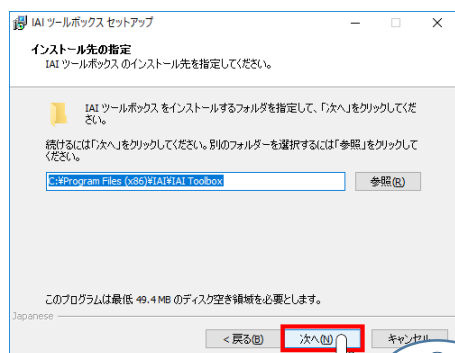 IAI ツールボックス セットアップ
インストール先の指定
IAI ツールボックス のインストール先を指定してください。
IAI ツールボックス をインストールするフォルダを指定して、「次へ」をクリックしてくだ
さい。
続けるには「次へ」をクリックしてください。別のフォルダーを選択するには「参照」をクリックして
ください。
C:¥Program Files (x86)¥IAI¥IAI Toolbox
参照(R)
このプログラムは最低 49.4 MB のディスク空き領域を必要とします。
Japanese
< 戻る(B) 次へ(N) キャンセル